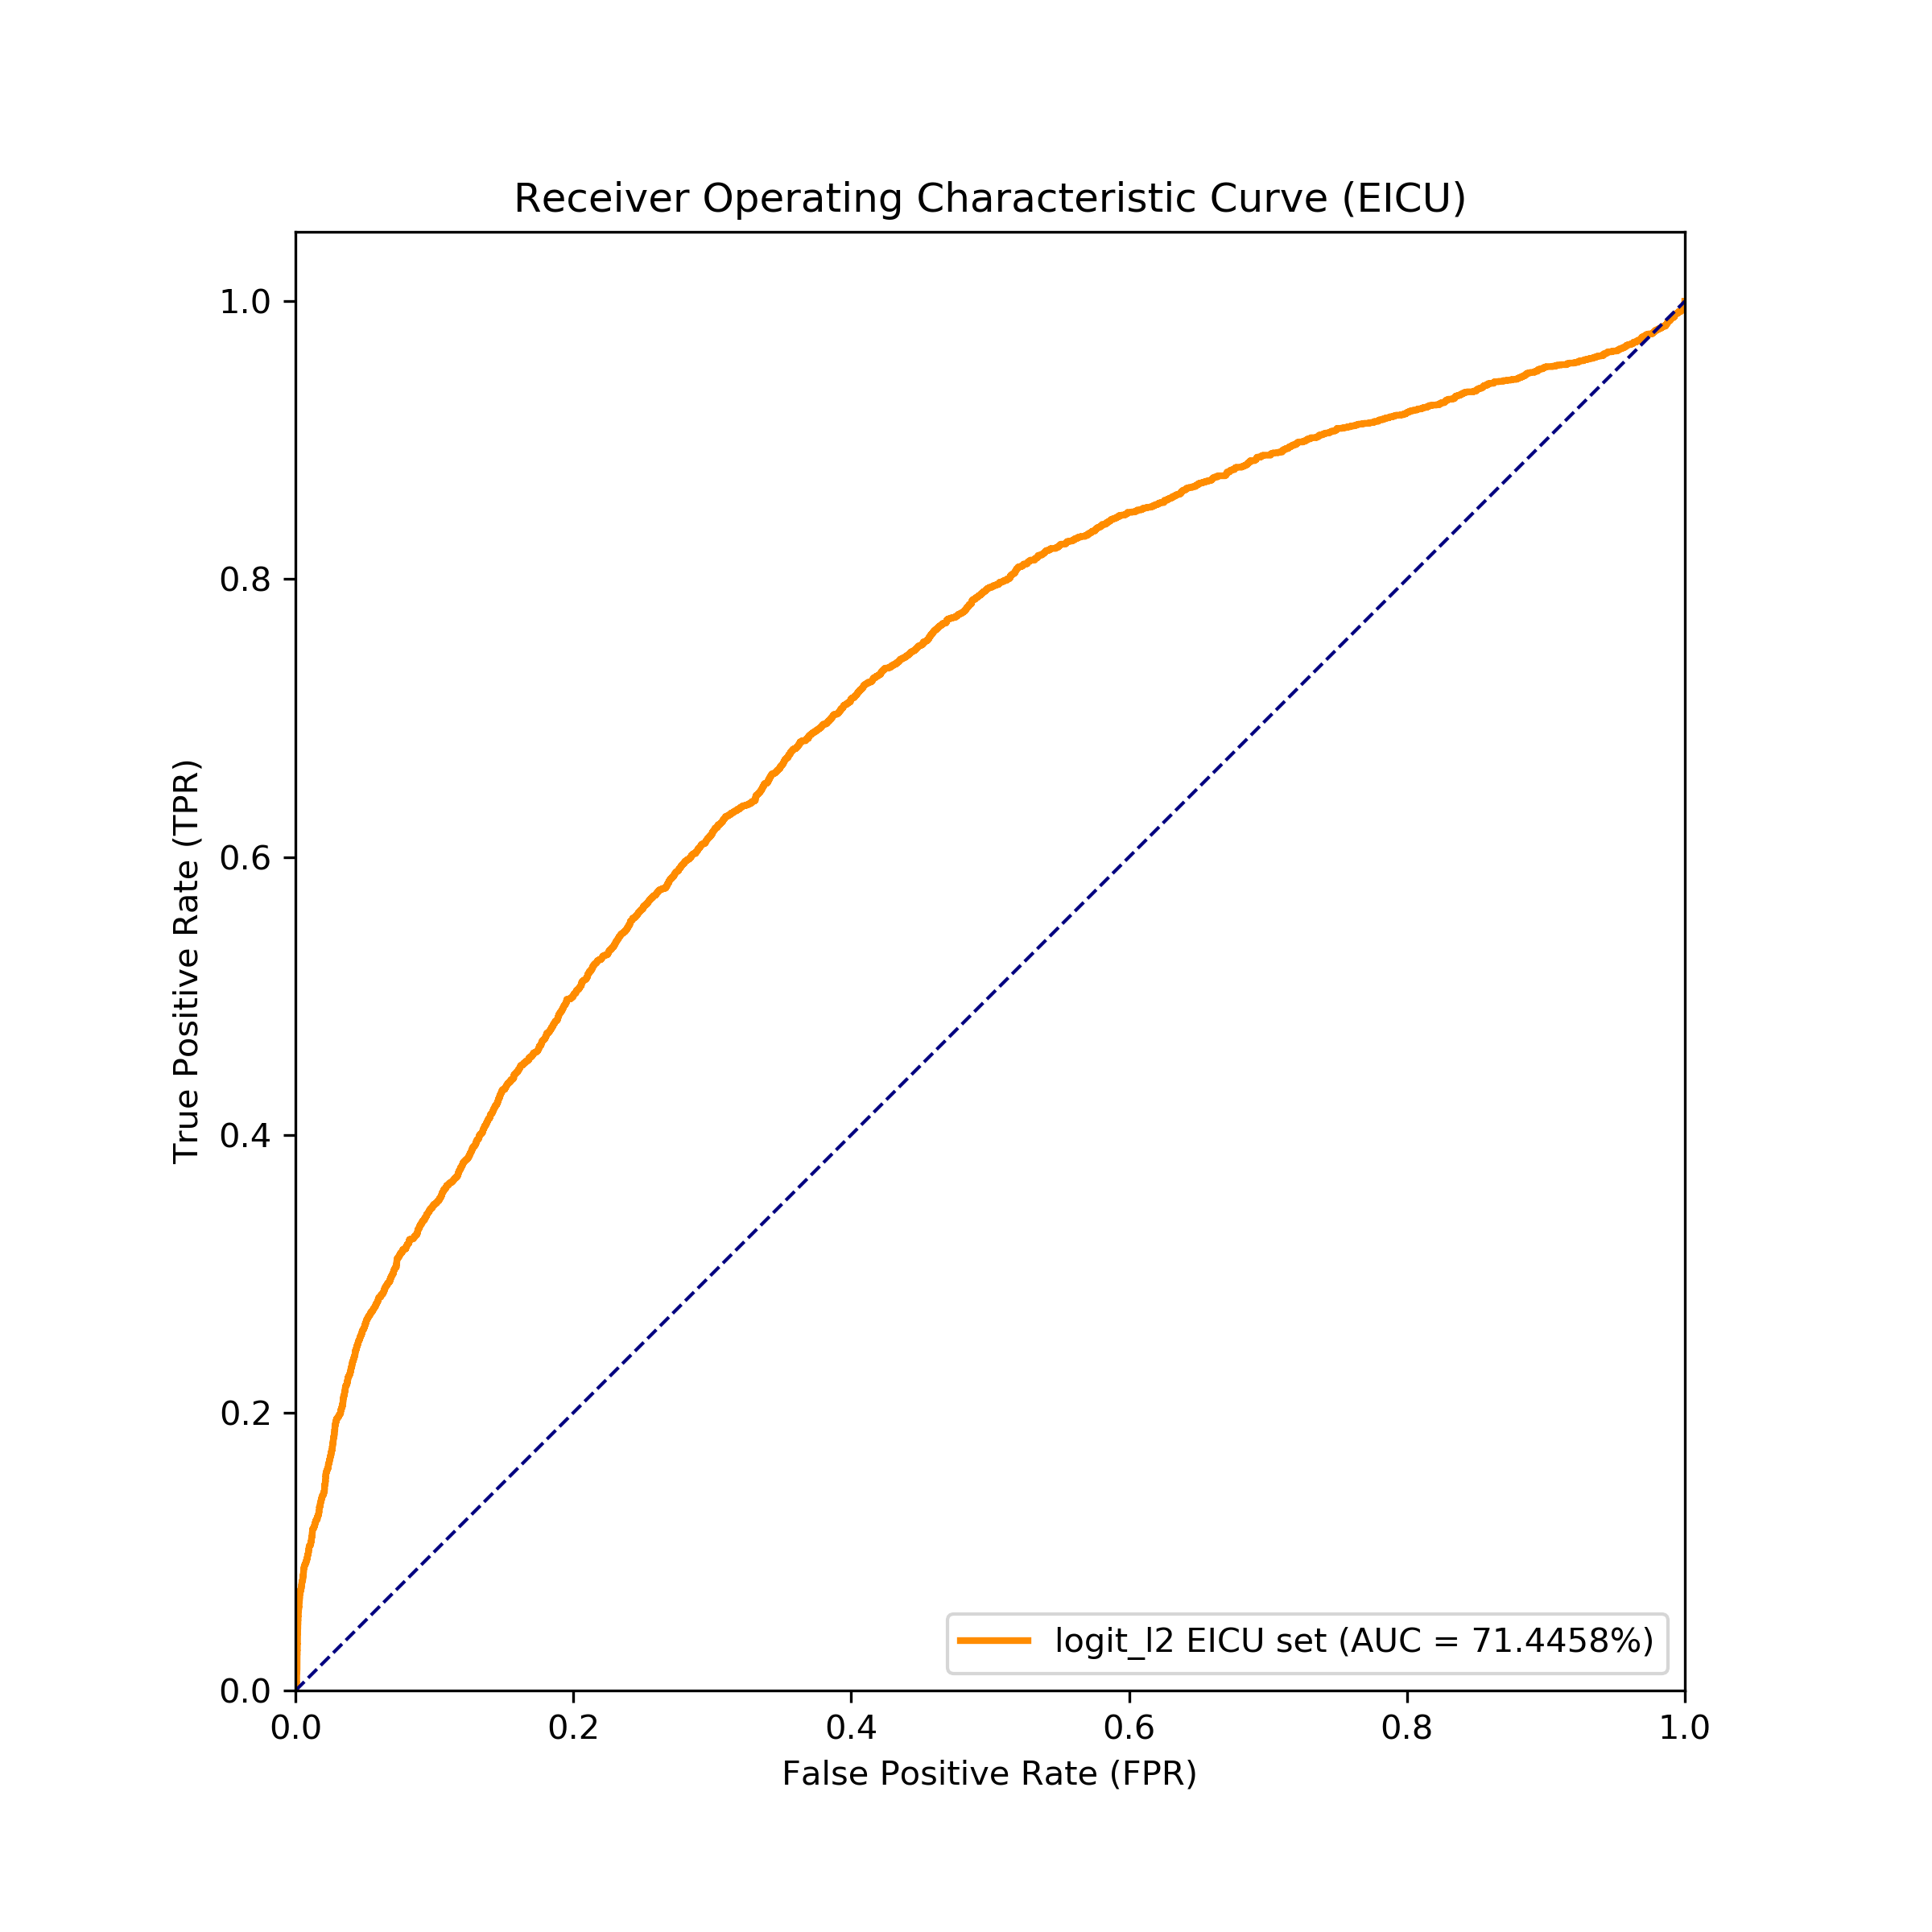 Receiver Operating Characteristic Curve (EICU)
1.0
0.8
0.6
0.4
0.2
0.0
True Positive Rate (TPR)
logit_l2 EICU set (AUC = 71.4458%)
0.0 0.2 0.4 0.6 0.8 1.0
False Positive Rate (FPR)